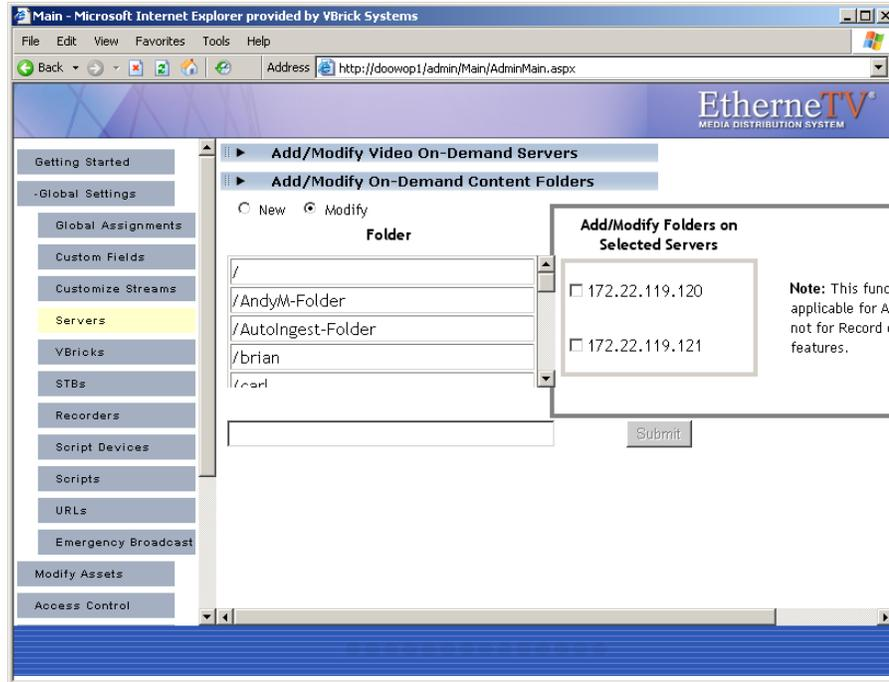 Main - Microsoft Internet Explorer provided by VBrick Systems
File Edit View Favorites Tools Help
Back Address http://doowop1/admin/Main/AdminMain.aspx
EtherneTV
MEDIA DISTRIBUTION SYSTEM
Getting Started
-Global Settings
Global Assignments
Custom Fields
Customize Streams
Servers
VBricks
STBs
Recorders
Script Devices
Scripts
URLs
Emergency Broadcast
Modify Assets
Access Control
Add/Modify Video On-Demand Servers
Add/Modify On-Demand Content Folders
New Modify
Folder
/
/AndyM-Folder
/AutoIngest-Folder
/brian
/carl
Add/Modify Folders on
Selected Servers
172.22.119.120
172.22.119.121
Note: This func
applicable for A
not for Record
features.
Submit